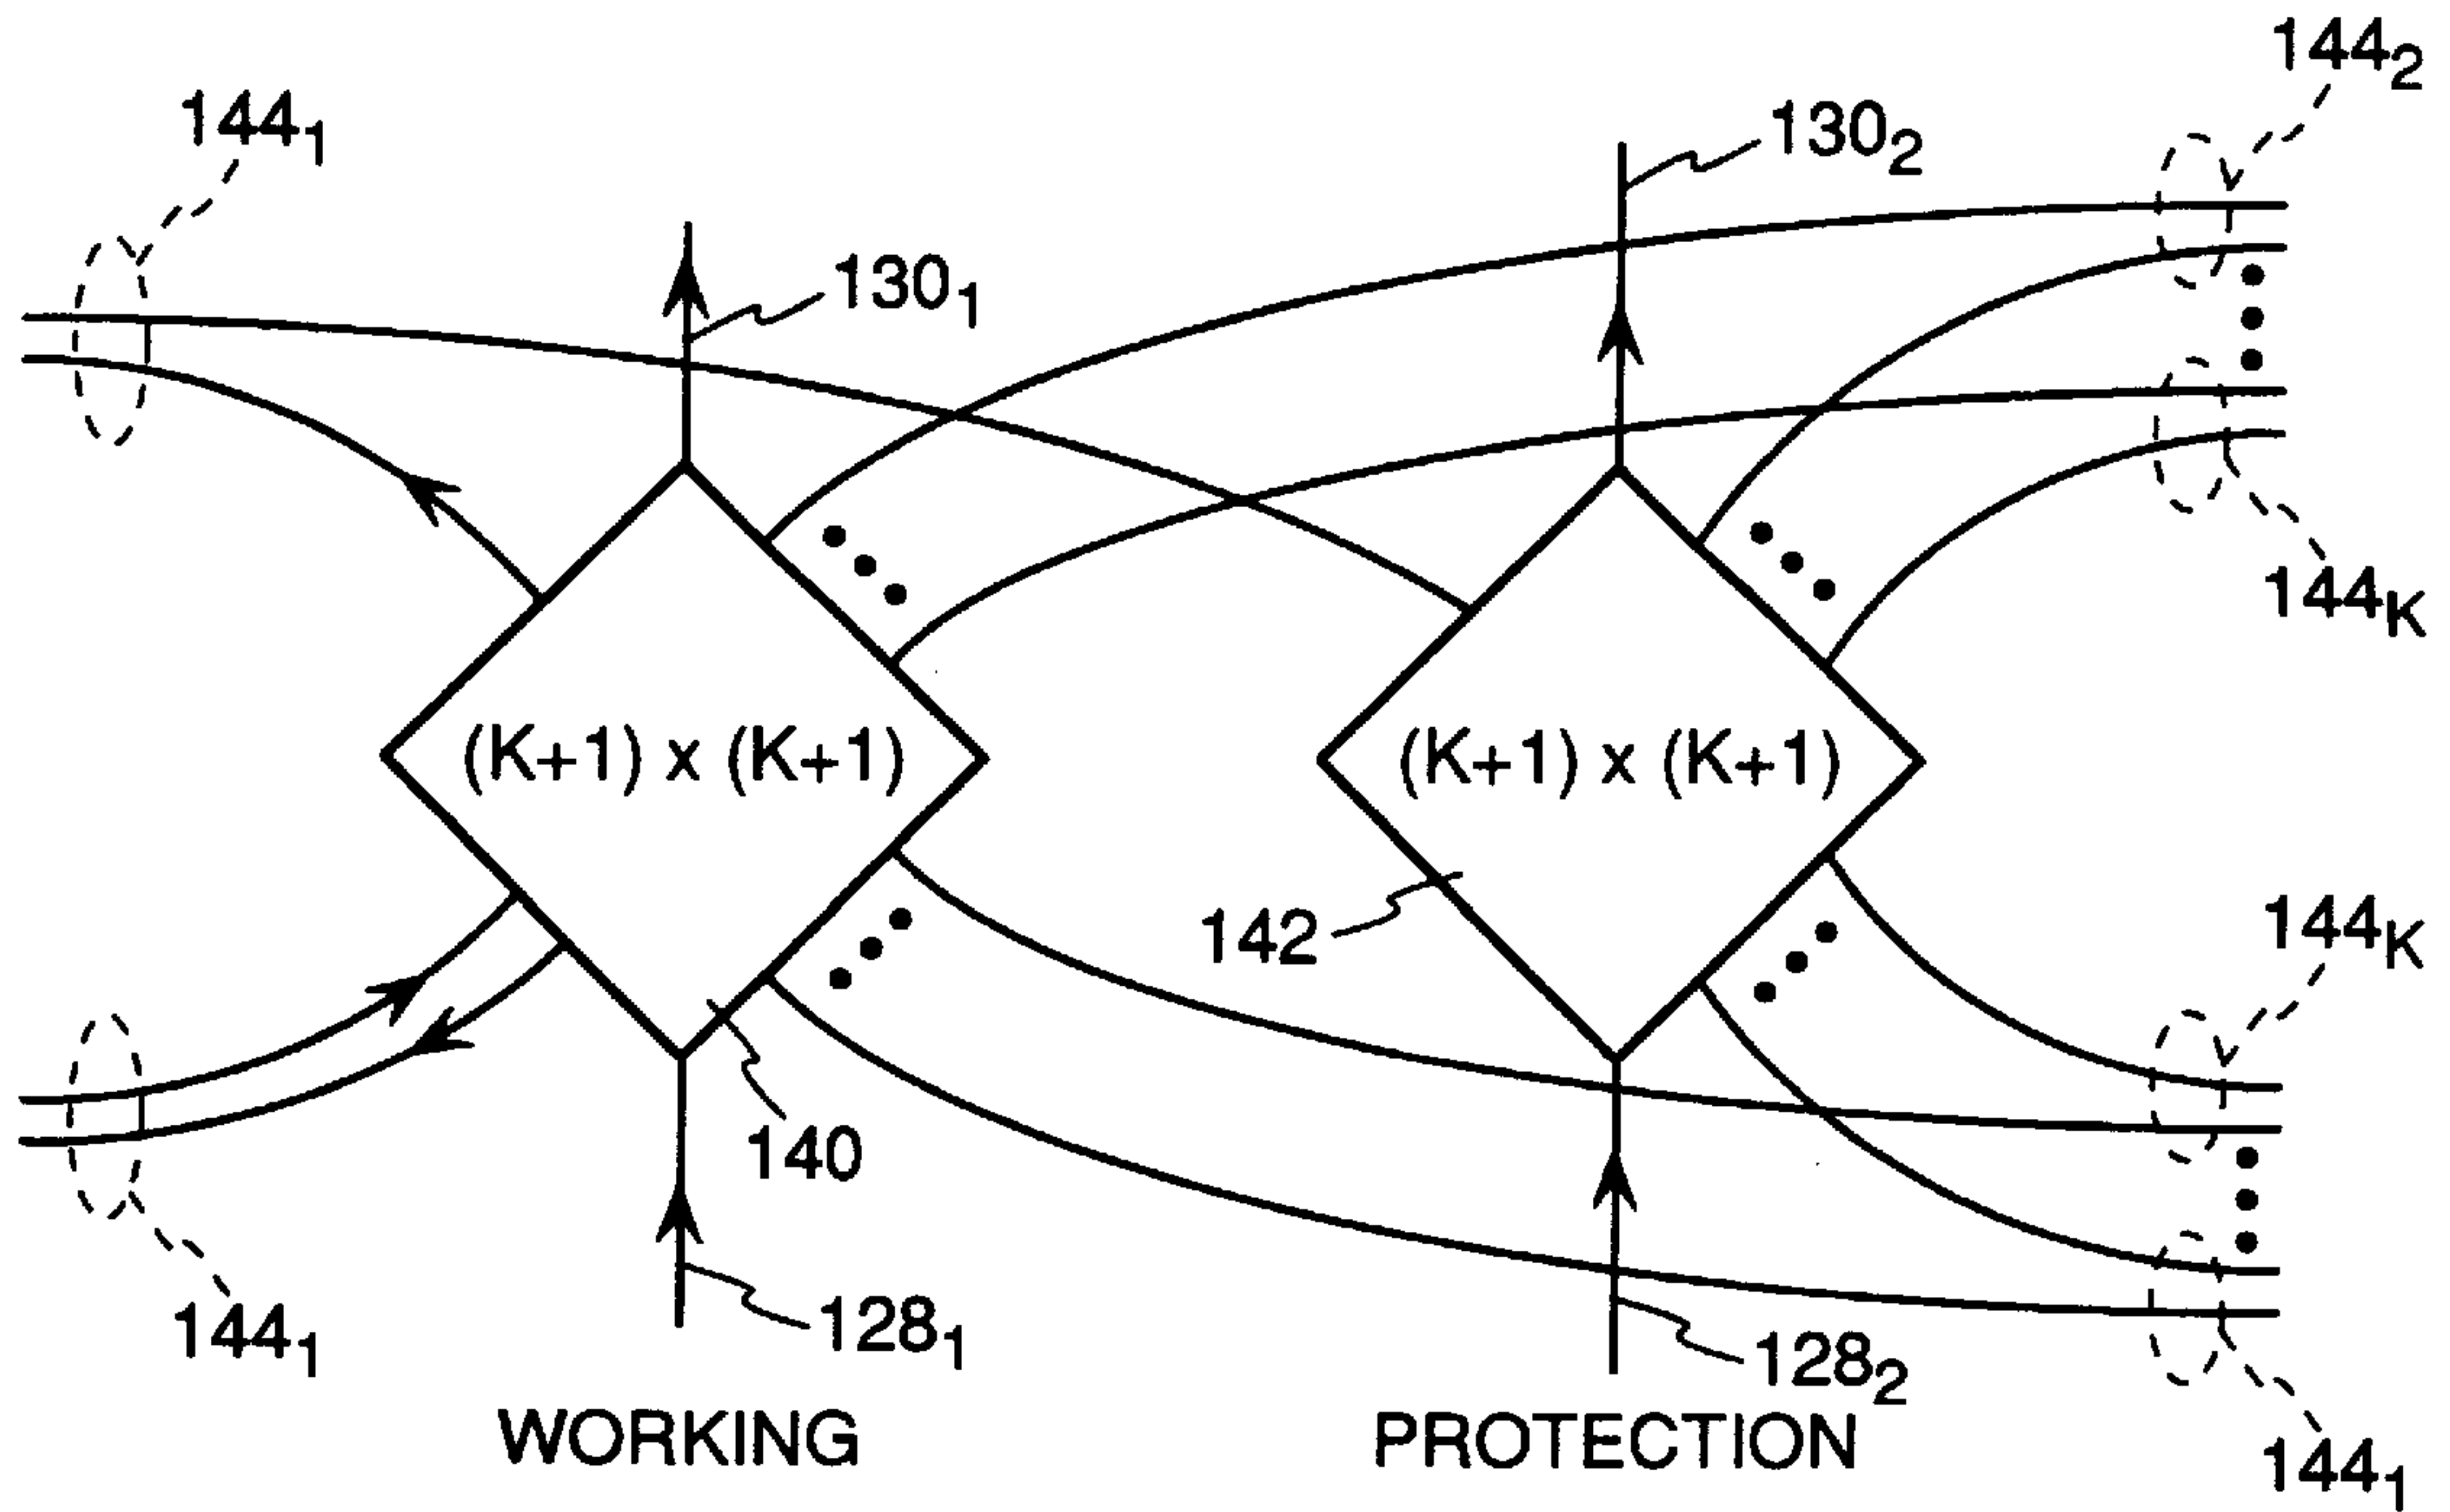 144₂
144₁
130₂
130₁
144K
(K+1) x (K+1)
(K+1) x (K+1)
142
144K
140
144₁
128₁
128₂
WORKING
PROTECTION
144₁